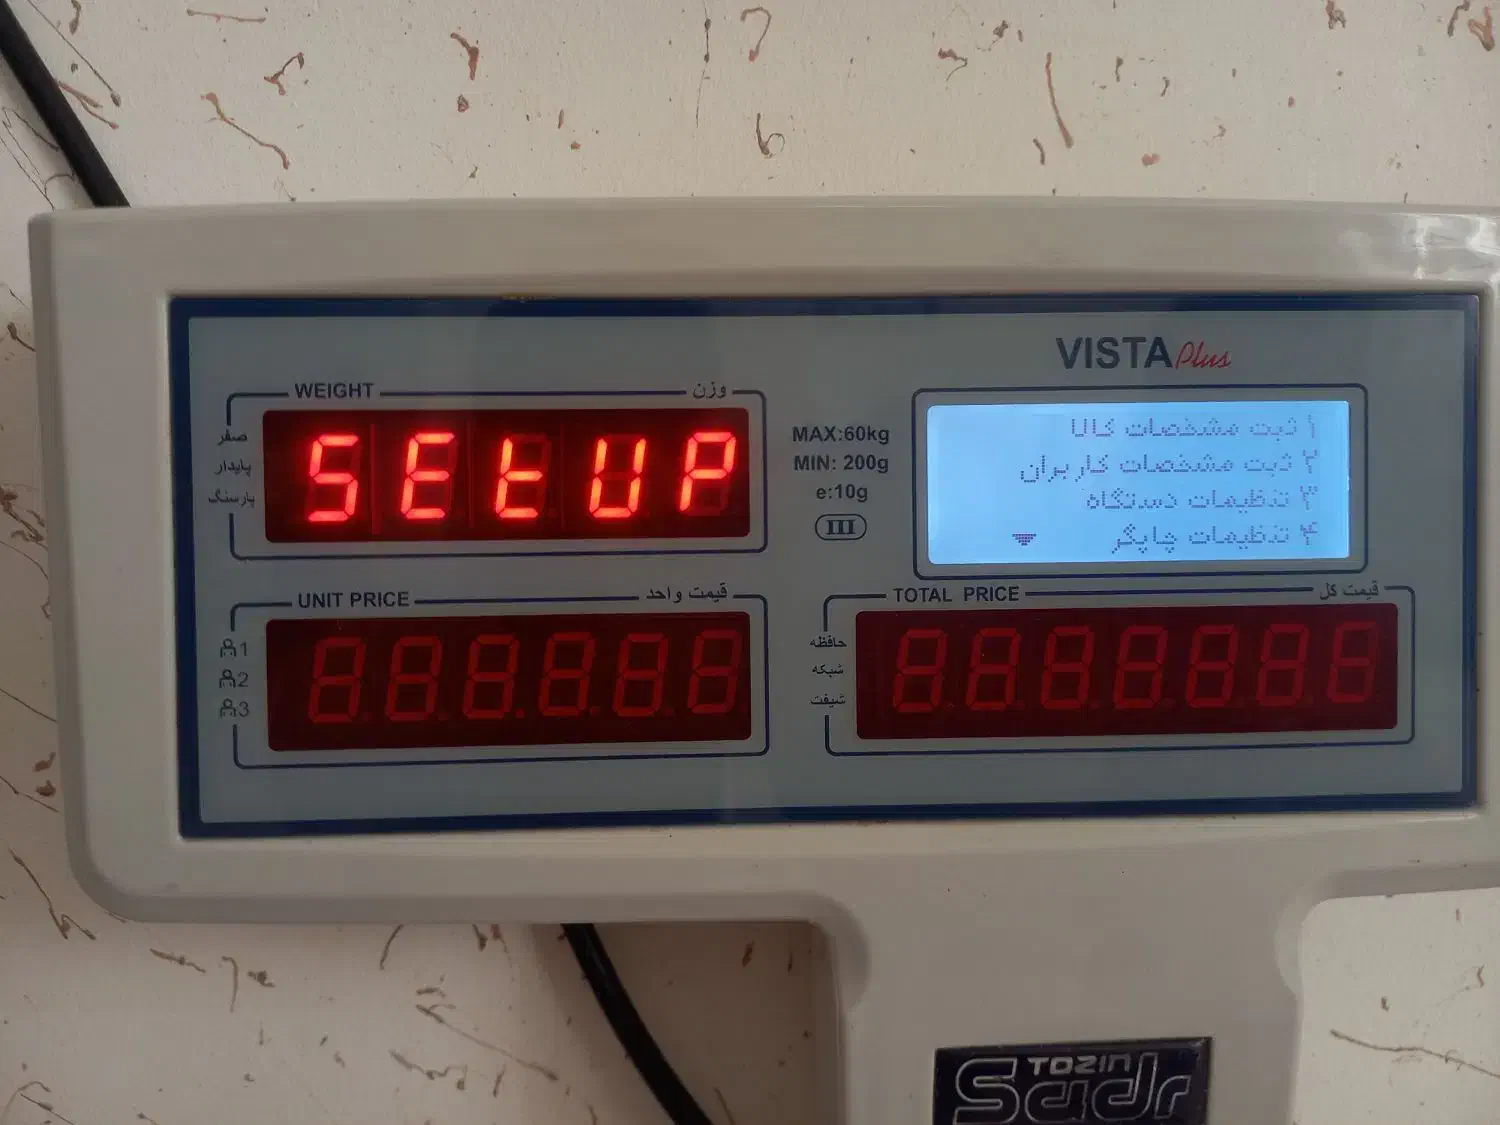 VISTA Plus
WEIGHT وزن
صفر
پایدار
پارسنگ
SEtUP
MAX:60kg
MIN: 200g
e:10g
III
۱ ثبت مشخصات کالا
۲ ثبت مشخصات کاربران
۳ تنظیمات دستگاه
۴ تنظیمات چاپگر
UNIT PRICE قیمت واحد
1
2
3
TOTAL PRICE قیمت کل
حافظه
شبکه
شیفت
TOZIN
Sadr